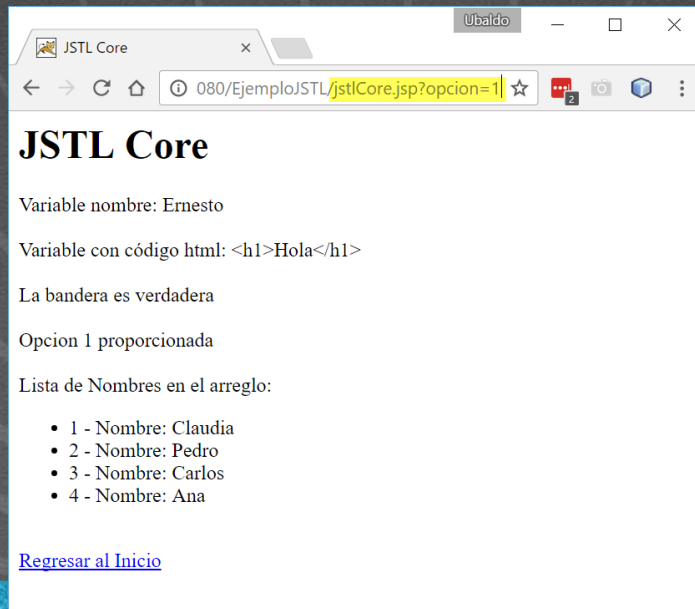 Ubaldo
JSTL Core
080/EjemploJSTL/jstlCore.jsp?opcion=1
2
JSTL Core
Variable nombre: Ernesto
Variable con código html: <h1>Hola</h1>
La bandera es verdadera
Opcion 1 proporcionada
Lista de Nombres en el arreglo:
• 1 - Nombre: Claudia
• 2 - Nombre: Pedro
• 3 - Nombre: Carlos
• 4 - Nombre: Ana
Regresar al Inicio